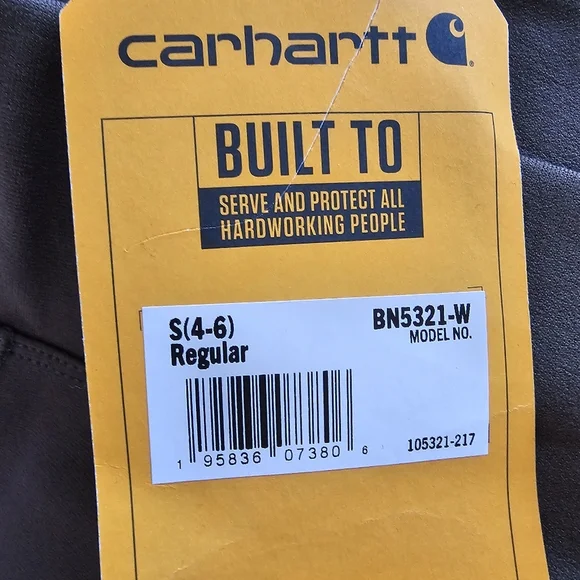 carhartt
BUILT TO
SERVE AND PROTECT ALL
HARDWORKING PEOPLE
S(4-6)
Regular
BN5321-W
MODEL NO.
1 95836 07380 6
105321-217